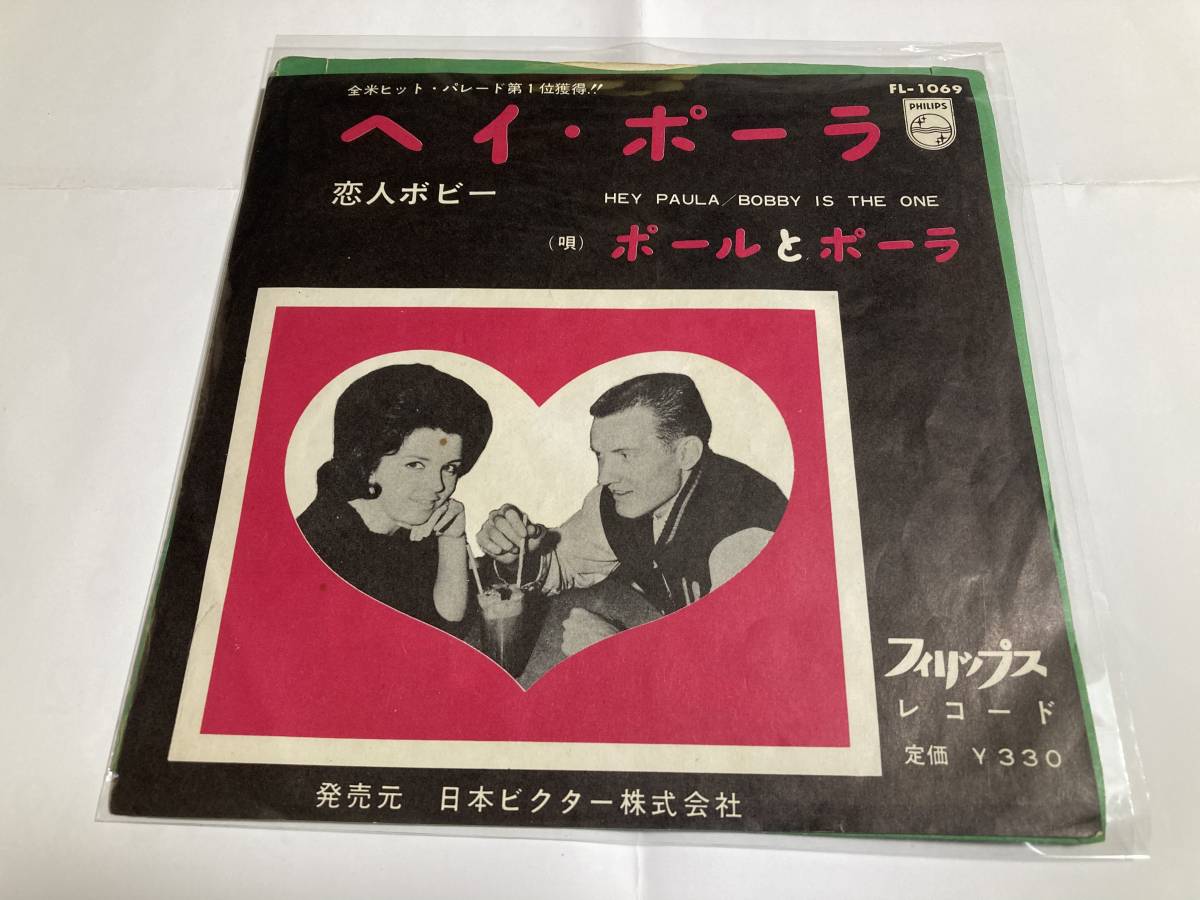 全米ヒット・パレード第1位獲得!!
FL-1069
PHILIPS
ヘイ・ポーラ
恋人ボビー
HEY PAULA/BOBBY IS THE ONE
(唄) ポールとポーラ
フィリップス
レコード
定価 ¥330
発売元 日本ビクター株式会社